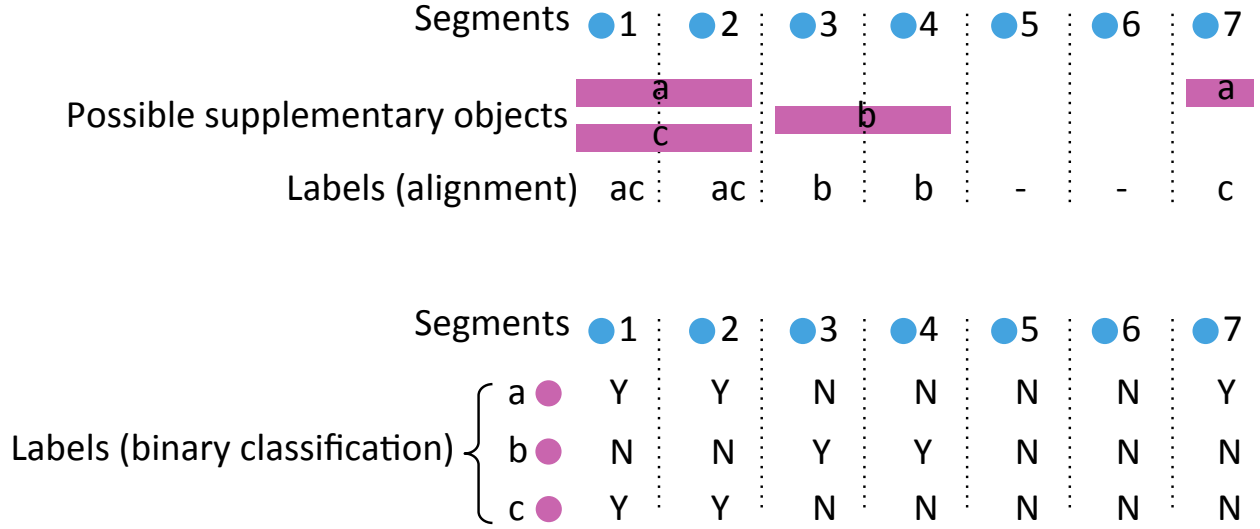 Segments 1 2 3 4 5 6 7
a a
Possible supplementary objects b
c
Labels (alignment) ac ac b b - - c
Segments 1 2 3 4 5 6 7
a Y Y N N N N Y
Labels (binary classification) b N N Y Y N N N
c Y Y N N N N N